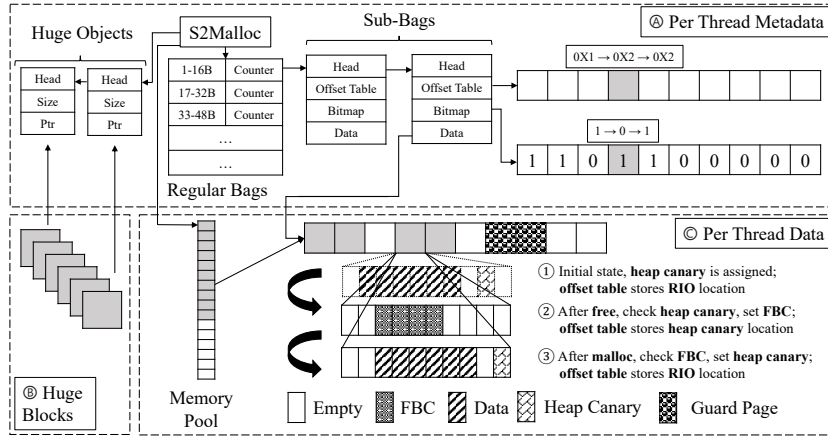 Huge Objects
S2Malloc
Sub-Bags
Ⓐ Per Thread Metadata
Head
Size
Ptr
Head
Size
Ptr
1-16B Counter
17-32B Counter
33-48B Counter
...
...
Regular Bags
Head
Offset Table
Bitmap
Data
Head
Offset Table
Bitmap
Data
0X1 → 0X2 → 0X2
1 → 0 → 1
1 1 0 1 1 0 0 0 0 0
Ⓑ Huge
Blocks
Memory
Pool
Ⓒ Per Thread Data
① Initial state, heap canary is assigned;
offset table stores RIO location
② After free, check heap canary, set FBC;
offset table stores heap canary location
③ After malloc, check FBC, set heap canary;
offset table stores RIO location
Empty FBC Data Heap Canary Guard Page